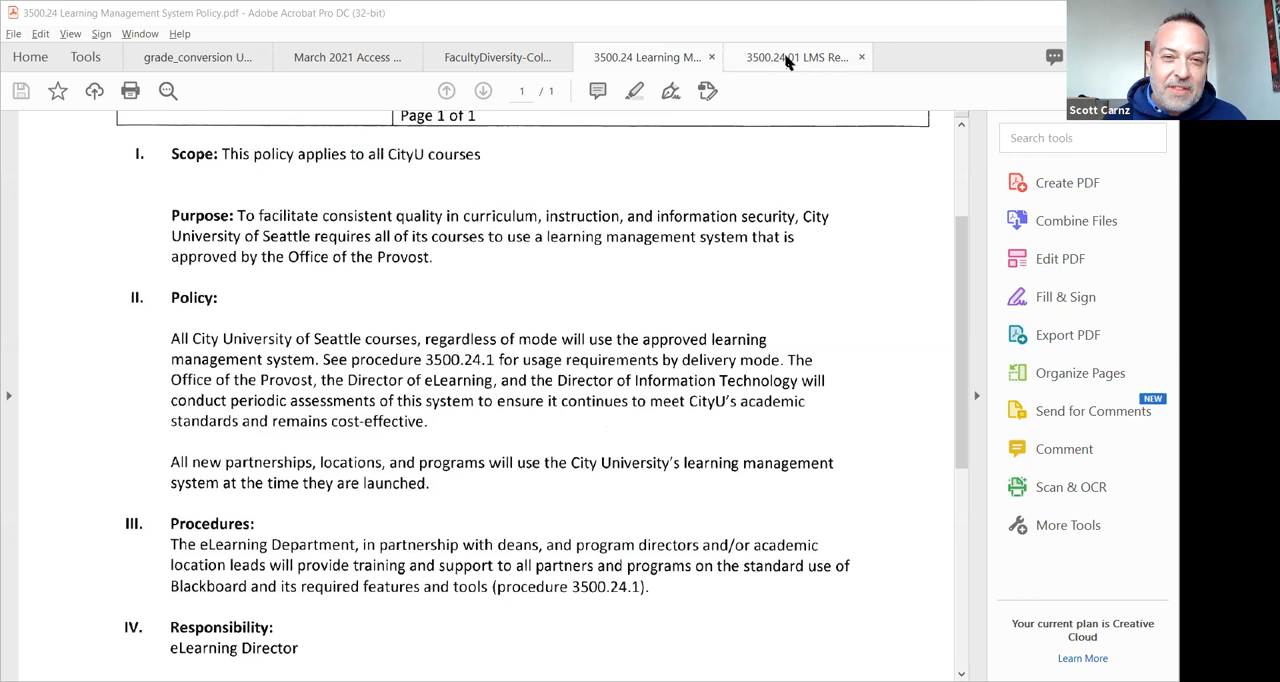 3500.24 Learning Management System Policy.pdf - Adobe Acrobat Pro DC (32-bit)
File Edit View Sign Window Help
Home Tools grade_conversion U... March 2021 Access ... FacultyDiversity-Col... 3500.24 Learning M... × 3500.24.01 LMS Re... ×
1 / 1
Scott Carnz
Page 1 of 1
I. Scope: This policy applies to all CityU courses
Purpose: To facilitate consistent quality in curriculum, instruction, and information security, City
University of Seattle requires all of its courses to use a learning management system that is
approved by the Office of the Provost.
II. Policy:
All City University of Seattle courses, regardless of mode will use the approved learning
management system. See procedure 3500.24.1 for usage requirements by delivery mode. The
Office of the Provost, the Director of eLearning, and the Director of Information Technology will
conduct periodic assessments of this system to ensure it continues to meet CityU's academic
standards and remains cost-effective.
All new partnerships, locations, and programs will use the City University's learning management
system at the time they are launched.
III. Procedures:
The eLearning Department, in partnership with deans, and program directors and/or academic
location leads will provide training and support to all partners and programs on the standard use of
Blackboard and its required features and tools (procedure 3500.24.1).
IV. Responsibility:
eLearning Director
Search tools
Create PDF
Combine Files
Edit PDF
Fill & Sign
Export PDF
Organize Pages
NEW
Send for Comments
Comment
Scan & OCR
More Tools
Your current plan is Creative
Cloud
Learn More